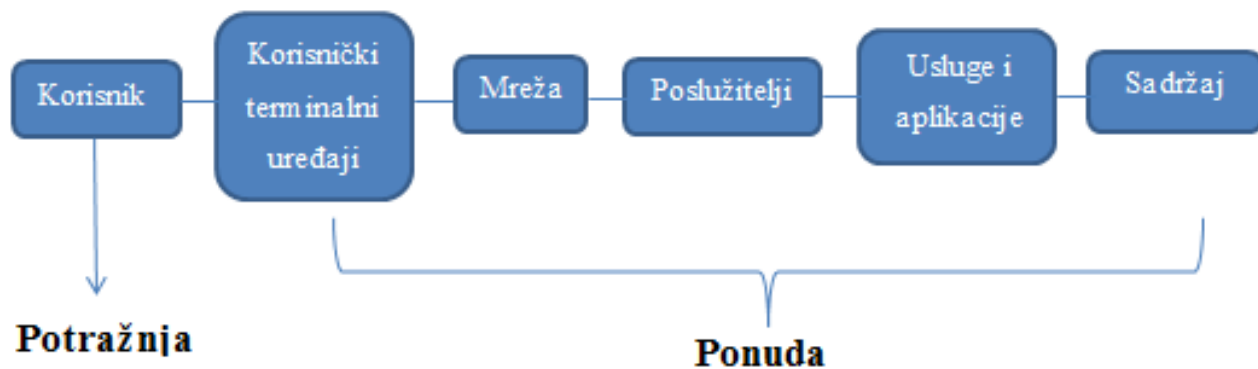 Korisnik
Korisnički
terminalni
uređaji
Mreža
Poslužitelji
Usluge i
aplikacije
Sadržaj
Potražnja
Ponuda